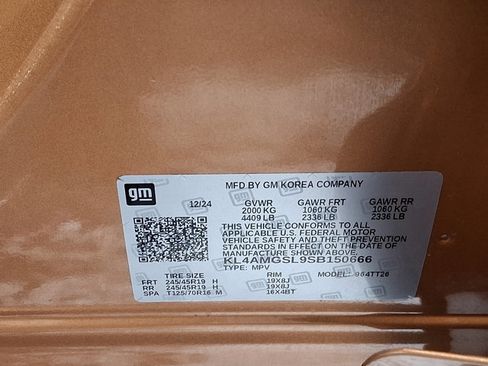 gm
MFD BY GM KOREA COMPANY
12/24 GVWR GAWR FRT GAWR RR
2000 KG 1060 KG 1060 KG
4409 LB 2336 LB 2336 LB
THIS VEHICLE CONFORMS TO ALL
APPLICABLE U.S. FEDERAL MOTOR
VEHICLE SAFETY AND THEFT PREVENTION
STANDARDS IN EFFECT ON THE DATE OF
MANUFACTURE SHOWN ABOVE.
KL4AMGSL9SB150666
TYPE: MPV MODEL:
TIRE SIZE RIM
FRT 245/45R19 H 19X8J
RR 245/45R19 H 19X8J
SPA T125/70R16 M 16X4BT